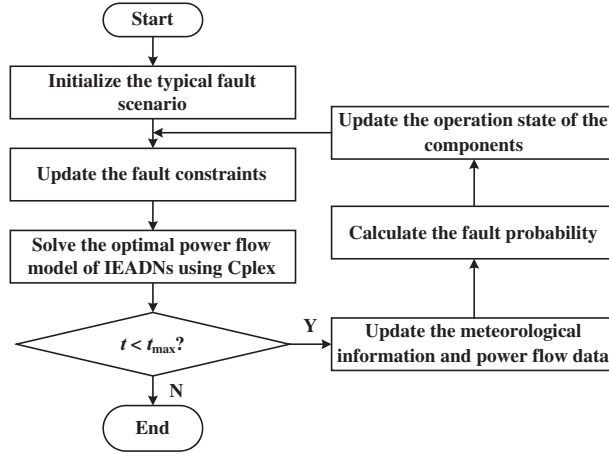 Start
Initialize the typical fault
scenario
Update the fault constraints
Solve the optimal power flow
model of IEADNs using Cplex
t < tmax?
Y
N
End
Update the meteorological
information and power flow data
Calculate the fault probability
Update the operation state of the
components